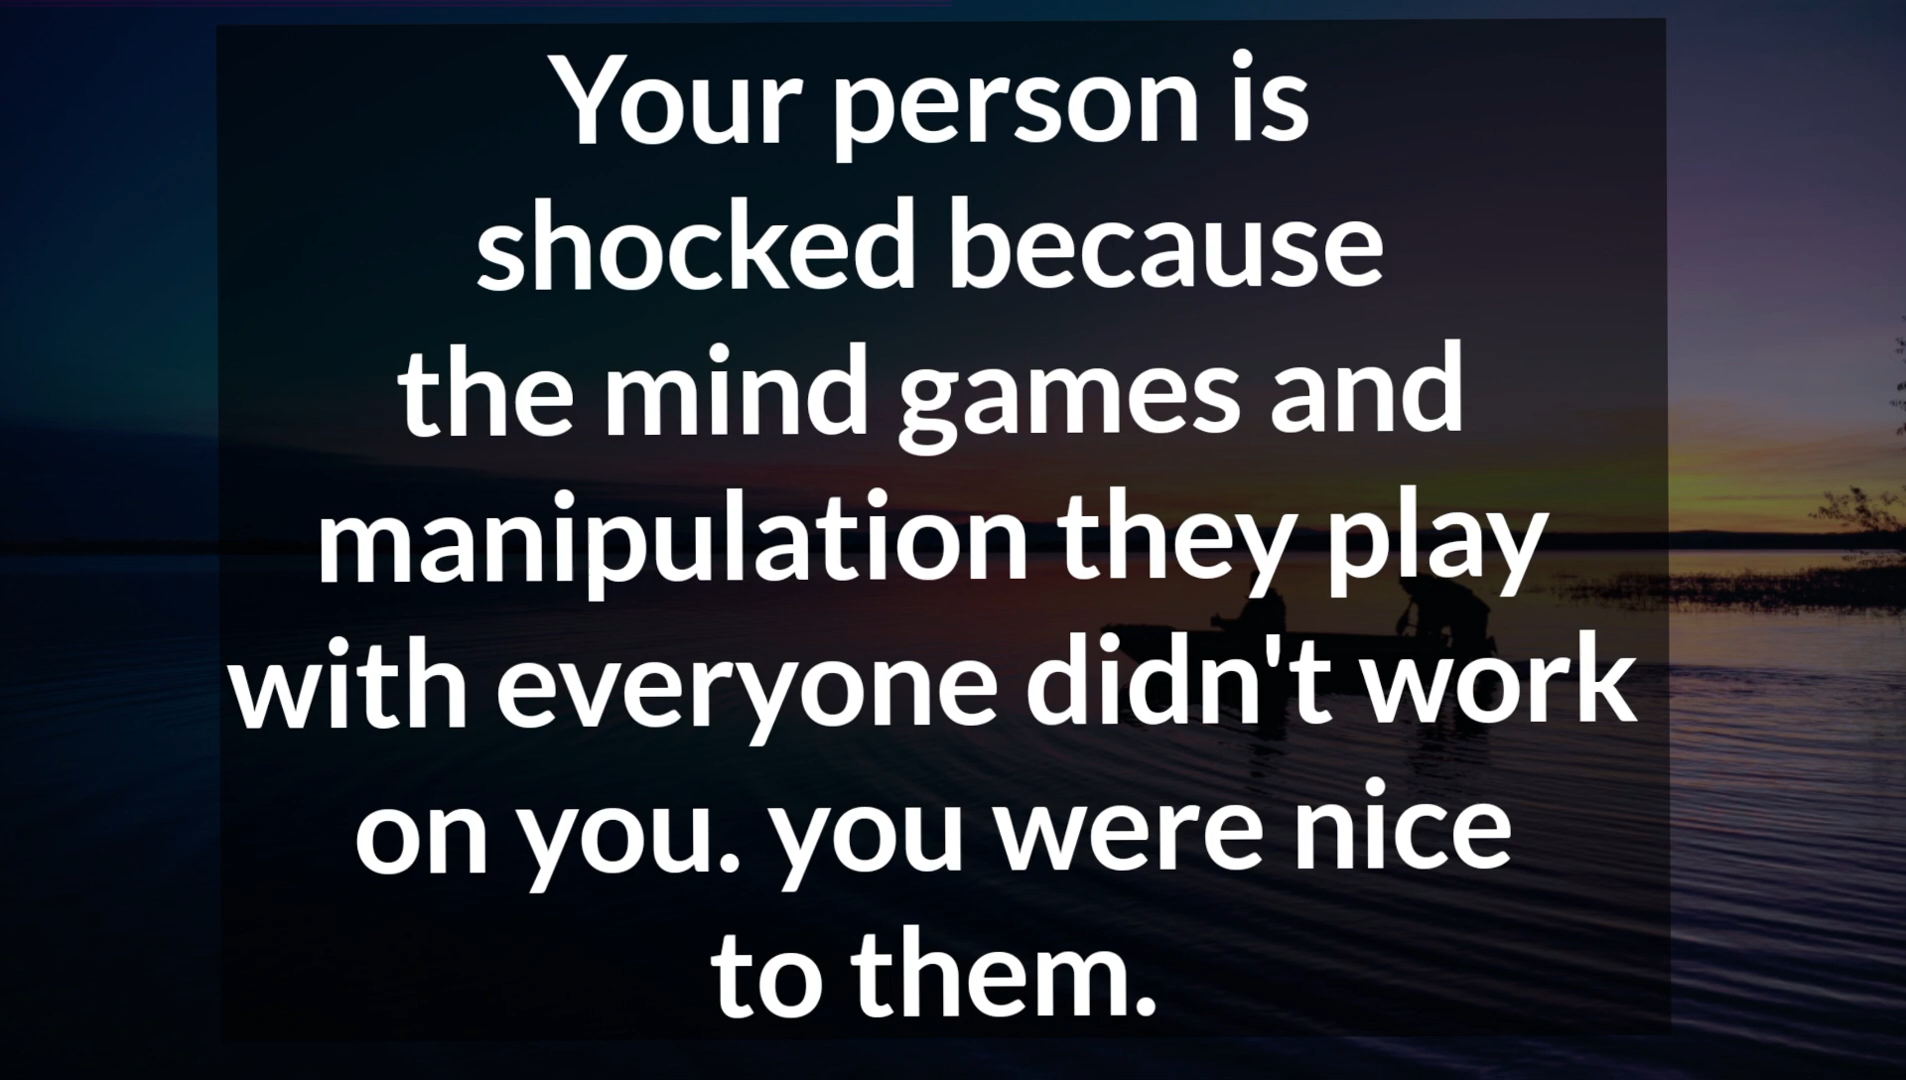 Your person is
shocked because
the mind games and
manipulation they play
with everyone didn't work
on you. you were nice
to them.